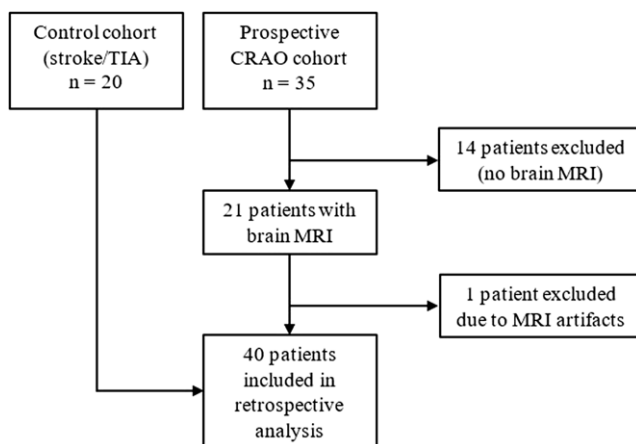 Control cohort
(stroke/TIA)
n = 20
Prospective
CRAO cohort
n = 35
14 patients excluded
(no brain MRI)
21 patients with
brain MRI
1 patient excluded
due to MRI artifacts
40 patients
included in
retrospective
analysis